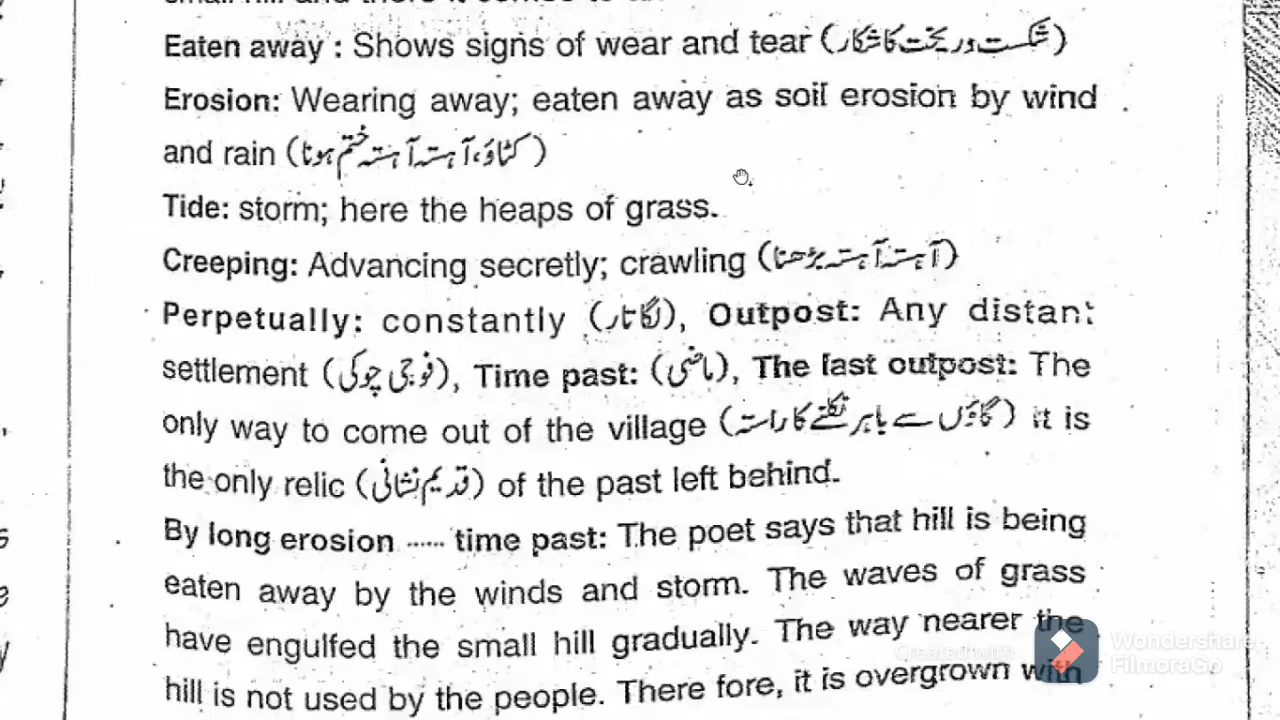 Eaten away : Shows signs of wear and tear (شکست و ریخت کا شکار)
Erosion: Wearing away; eaten away as soil erosion by wind
and rain (کٹاؤ، آہستہ آہستہ ختم ہونا)
Tide: storm; here the heaps of grass.
Creeping: Advancing secretly; crawling (آہستہ آہستہ بڑھنا)
Perpetually: constantly (لگاتار), Outpost: Any distant
settlement (فوجی چوکی), Time past: (ماضی), The last outpost: The
only way to come out of the village (گاؤں سے باہر نکلنے کا راستہ) it is
the only relic (قدیم نشانی) of the past left behind.
By long erosion ...... time past: The poet says that hill is being
eaten away by the winds and storm. The waves of grass
have engulfed the small hill gradually. The way nearer the
hill is not used by the people. There fore, it is overgrown with
Created with
Wondershare
FilmoraGo